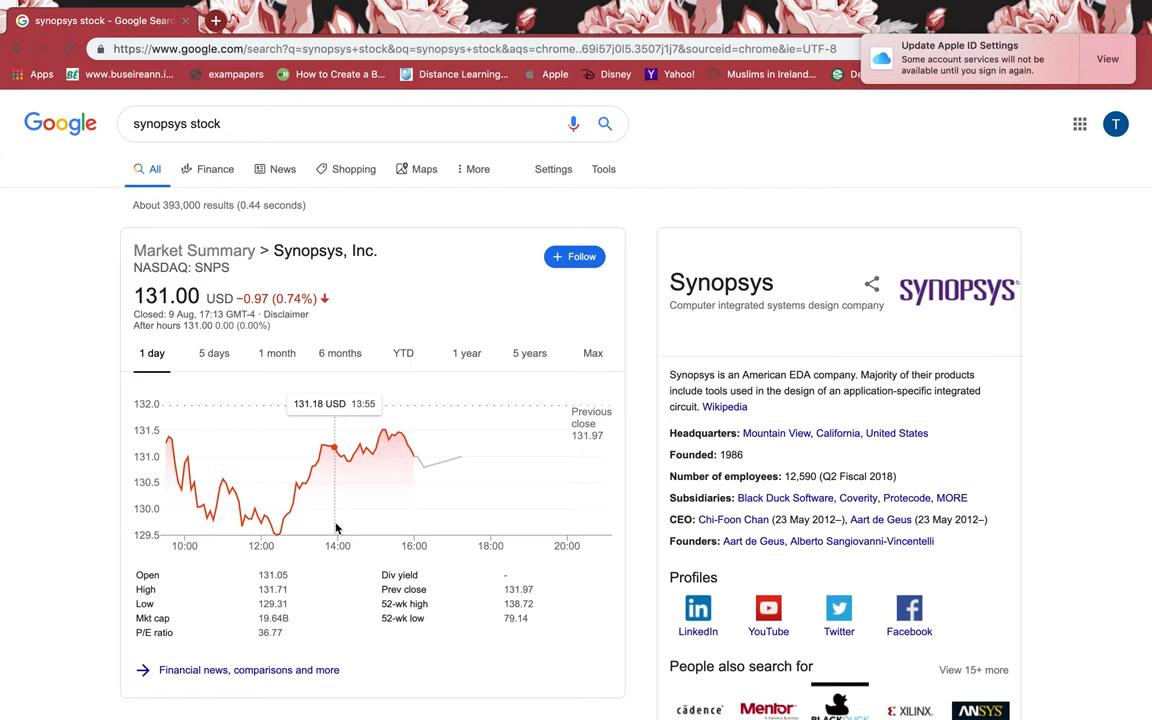 synopsys stock - Google Sear
https://www.google.com/search?q=synopsys+stock&oq=synopsys+stock&aqs=chrome..69i57j0l5.3507j1j7&sourceid=chrome&ie=UTF-8
Update Apple ID Settings
Some account services will not be
available until you sign in again.
View
Apps
www.buseireann.i...
exampapers
How to Create a B...
Distance Learning...
Apple
Disney
Yahoo!
Muslims in Ireland...
De
Google
synopsys stock
T
All
Finance
News
Shopping
Maps
More
Settings
Tools
About 393,000 results (0.44 seconds)
Market Summary > Synopsys, Inc.
NASDAQ: SNPS
+ Follow
131.00 USD −0.97 (0.74%)
Closed: 9 Aug, 17:13 GMT-4 · Disclaimer
After hours 131.00 0.00 (0.00%)
1 day
5 days
1 month
6 months
YTD
1 year
5 years
Max
131.18 USD 13:55
132.0
131.5
131.0
130.5
130.0
129.5
Previous
close
131.97
10:00
12:00
14:00
16:00
18:00
20:00
Open 131.05
High 131.71
Low 129.31
Mkt cap 19.64B
P/E ratio 36.77
Div yield -
Prev close 131.97
52-wk high 138.72
52-wk low 79.14
Financial news, comparisons and more
Synopsys
Computer integrated systems design company
SYNOPSYS
Synopsys is an American EDA company. Majority of their products
include tools used in the design of an application-specific integrated
circuit. Wikipedia
Headquarters: Mountain View, California, United States
Founded: 1986
Number of employees: 12,590 (Q2 Fiscal 2018)
Subsidiaries: Black Duck Software, Coverity, Protecode, MORE
CEO: Chi-Foon Chan (23 May 2012–), Aart de Geus (23 May 2012–)
Founders: Aart de Geus, Alberto Sangiovanni-Vincentelli
Profiles
LinkedIn
YouTube
Twitter
Facebook
People also search for
View 15+ more
cādence
Mentor
BLACKDUCK
XILINX
ANSYS